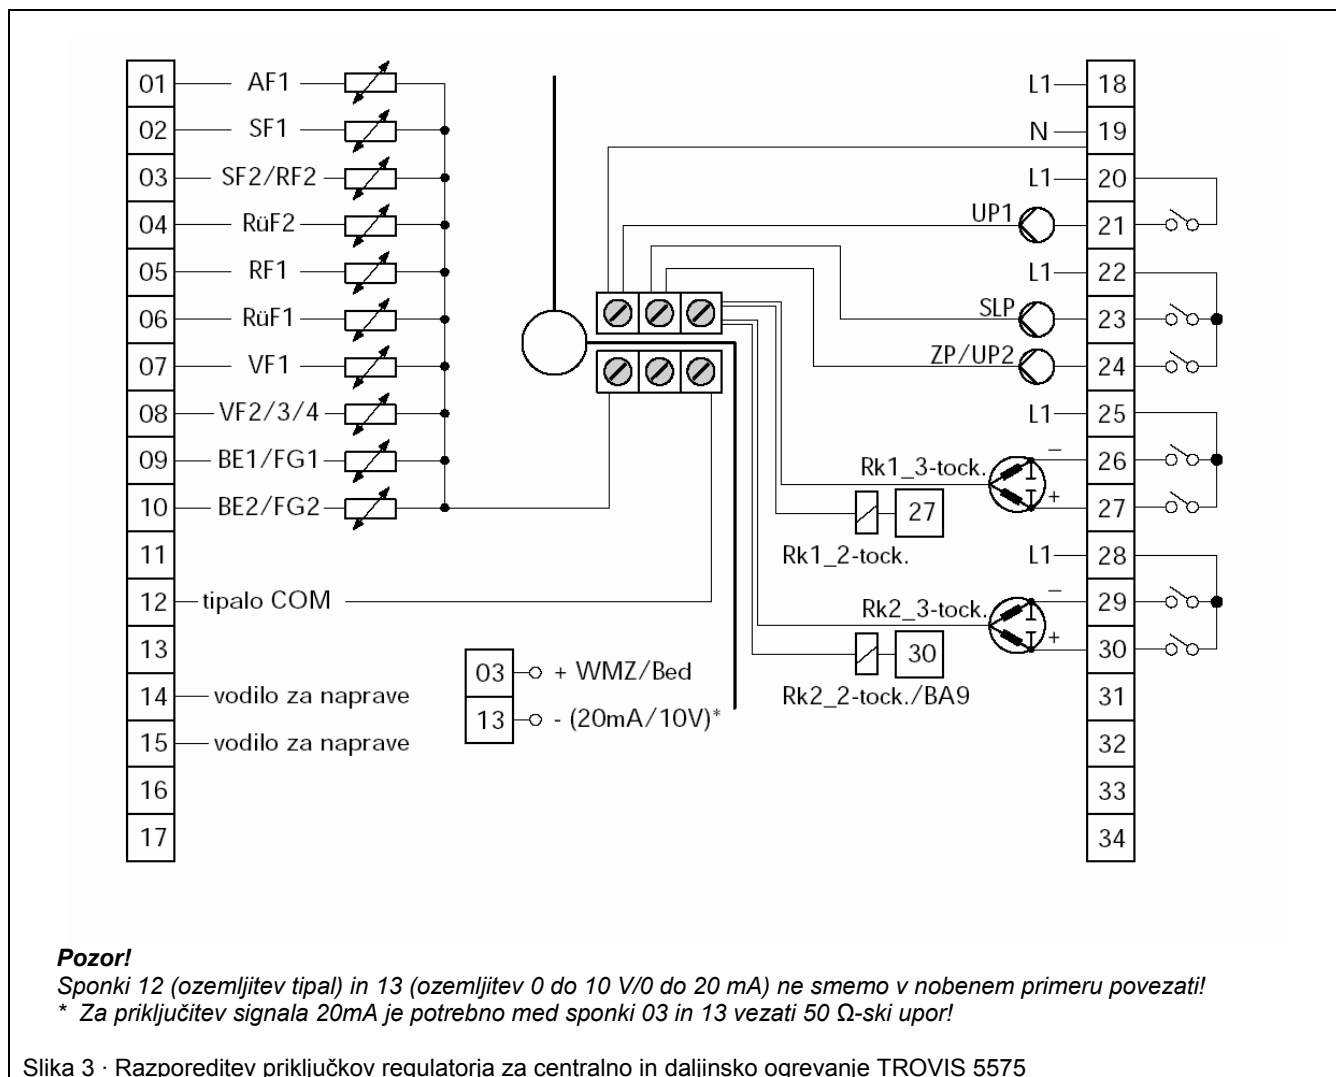 01 AF1
02 SF1
03 SF2/RF2
04 RüF2
05 RF1
06 RüF1
07 VF1
08 VF2/3/4
09 BE1/FG1
10 BE2/FG2
11
12 tipalo COM
13
14 vodilo za naprave
15 vodilo za naprave
16
17
03 + WMZ/Bed
13 - (20mA/10V)*
L1 18
N 19
L1 20
UP1 21
L1 22
SLP 23
ZP/UP2 24
L1 25
Rk1_3-tock. − 26
+ 27
27
Rk1_2-tock.
L1 28
Rk2_3-tock. − 29
+ 30
30
Rk2_2-tock./BA9
31
32
33
34
Pozor!
Sponki 12 (ozemljitev tipal) in 13 (ozemljitev 0 do 10 V/0 do 20 mA) ne smemo v nobenem primeru povezati!
* Za priključitev signala 20mA je potrebno med sponki 03 in 13 vezati 50 Ω-ski upor!
Slika 3 · Razporeditev priključkov regulatorja za centralno in daljinsko ogrevanje TROVIS 5575